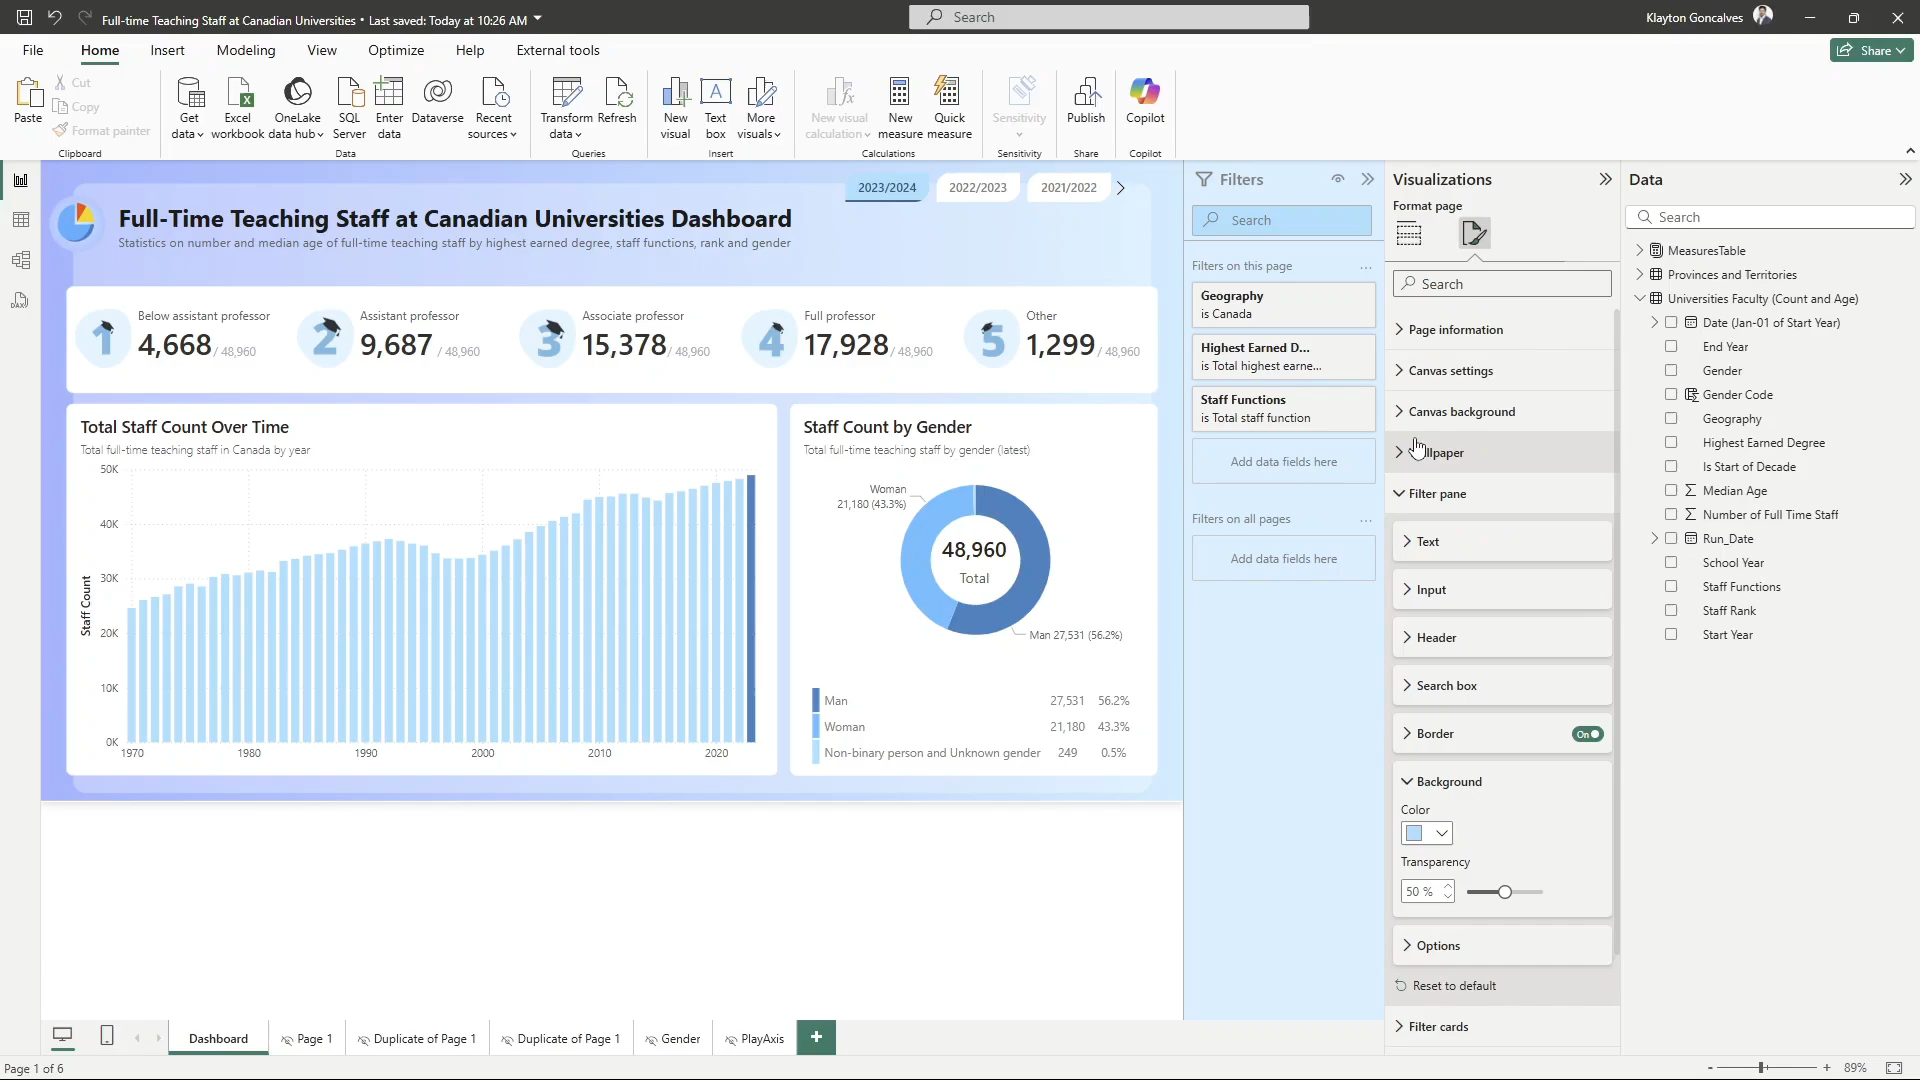 Full-time Teaching Staff at Canadian Universities • Last saved: Today at 10:26 AM
Search
Klayton Goncalves
File
Home
Insert
Modeling
View
Optimize
Help
External tools
Share
Paste
Cut
Copy
Format painter
Clipboard
Get data
Excel workbook
OneLake data hub
SQL Server
Enter data
Dataverse
Recent sources
Data
Transform data
Refresh
Queries
New visual
Text box
More visuals
Insert
New visual calculation
New measure
Quick measure
Calculations
Sensitivity
Sensitivity
Publish
Share
Copilot
Copilot
2023/2024
2022/2023
2021/2022
Full-Time Teaching Staff at Canadian Universities Dashboard
Statistics on number and median age of full-time teaching staff by highest earned degree, staff functions, rank and gender
1
Below assistant professor
4,668 / 48,960
2
Assistant professor
9,687 / 48,960
3
Associate professor
15,378 / 48,960
4
Full professor
17,928 / 48,960
5
Other
1,299 / 48,960
Total Staff Count Over Time
Total full-time teaching staff in Canada by year
50K
40K
30K
20K
10K
0K
Staff Count
1970
1980
1990
2000
2010
2020
Staff Count by Gender
Total full-time teaching staff by gender (latest)
Woman
21,180 (43.3%)
48,960
Total
Man 27,531 (56.2%)
Man 27,531 56.2%
Woman 21,180 43.3%
Non-binary person and Unknown gender 249 0.5%
Filters
Search
Filters on this page
Geography
is Canada
Highest Earned D...
is Total highest earne...
Staff Functions
is Total staff function
Add data fields here
Filters on all pages
Add data fields here
Visualizations
Format page
Search
Page information
Canvas settings
Canvas background
llpaper
Filter pane
Text
Input
Header
Search box
Border
On
Background
Color
Transparency
50 %
Options
Reset to default
Filter cards
Data
Search
MeasuresTable
Provinces and Territories
Universities Faculty (Count and Age)
Date (Jan-01 of Start Year)
End Year
Gender
Gender Code
Geography
Highest Earned Degree
Is Start of Decade
Median Age
Number of Full Time Staff
Run_Date
School Year
Staff Functions
Staff Rank
Start Year
Dashboard
Page 1
Duplicate of Page 1
Duplicate of Page 1
Gender
PlayAxis
Page 1 of 6
89%